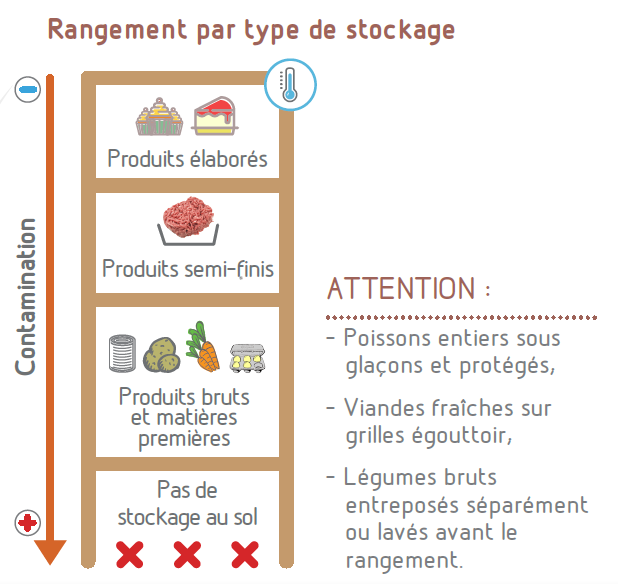 Rangement par type de stockage
Contamination
Produits élaborés
Produits semi-finis
Produits bruts
et matières
premières
Pas de
stockage au sol
ATTENTION :
- Poissons entiers sous
glaçons et protégés,
- Viandes fraîches sur
grilles égouttoir,
- Légumes bruts
entreposés séparément
ou lavés avant le
rangement.